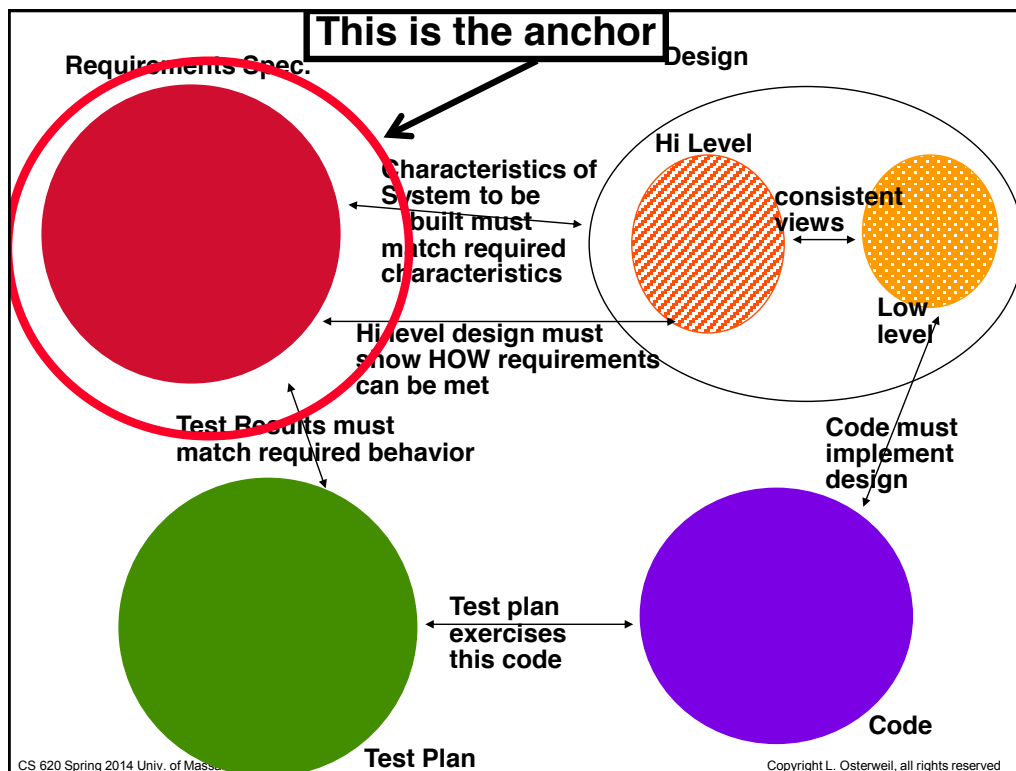 This is the anchor
Requirements Spec.
Design
Hi Level
Characteristics of
System to be
built must
match required
characteristics
consistent
views
Low
level
Hi level design must
show HOW requirements
can be met
Test Results must
match required behavior
Code must
implement
design
Test plan
exercises
this code
Code
Test Plan
CS 620 Spring 2014 Univ. of
Copyright L. Osterweil, all rights reserved